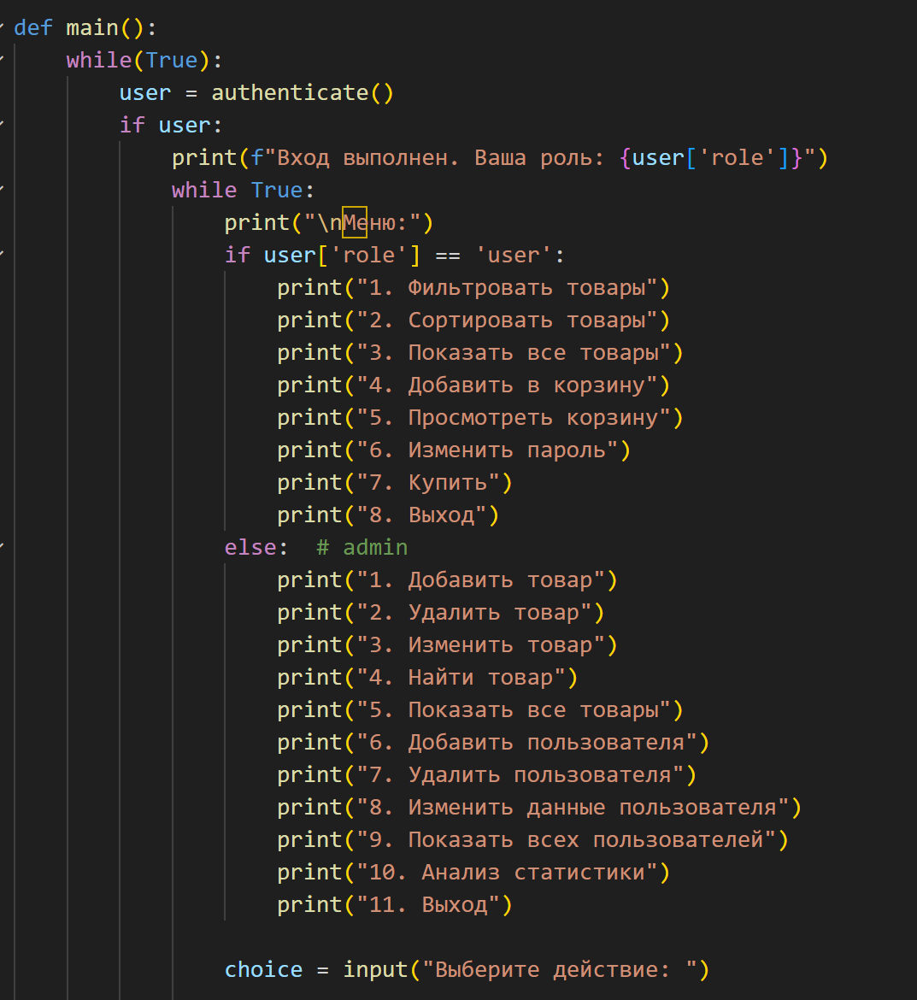 def main():
    while(True):
        user = authenticate()
        if user:
            print(f"Вход выполнен. Ваша роль: {user['role']}")
            while True:
                print("\nМеню:")
                if user['role'] == 'user':
                    print("1. Фильтровать товары")
                    print("2. Сортировать товары")
                    print("3. Показать все товары")
                    print("4. Добавить в корзину")
                    print("5. Просмотреть корзину")
                    print("6. Изменить пароль")
                    print("7. Купить")
                    print("8. Выход")
                else:  # admin
                    print("1. Добавить товар")
                    print("2. Удалить товар")
                    print("3. Изменить товар")
                    print("4. Найти товар")
                    print("5. Показать все товары")
                    print("6. Добавить пользователя")
                    print("7. Удалить пользователя")
                    print("8. Изменить данные пользователя")
                    print("9. Показать всех пользователей")
                    print("10. Анализ статистики")
                    print("11. Выход")

                choice = input("Выберите действие: ")